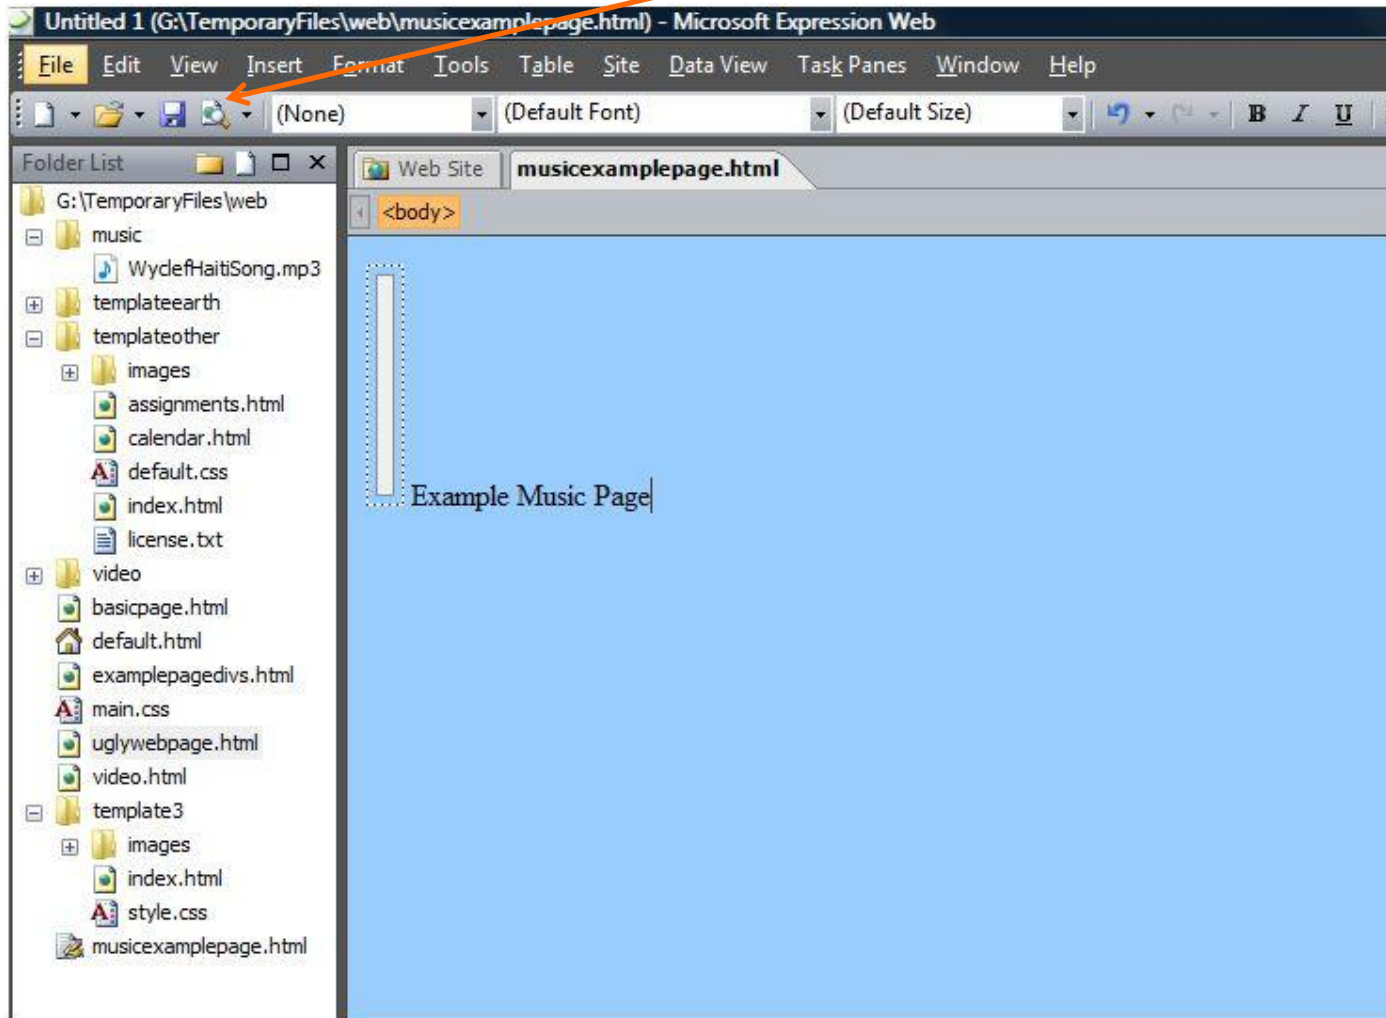 Untitled 1 (G:\TemporaryFiles\web\musicexamplepage.html) - Microsoft Expression Web
File Edit View Insert Format Tools Table Site Data View Task Panes Window Help
(None) (Default Font) (Default Size) B I U
Folder List
Web Site musicexamplepage.html
G:\TemporaryFiles\web
<body>
music
WyclefHaitiSong.mp3
templateearth
templateother
images
assignments.html
calendar.html
default.css
Example Music Page
index.html
license.txt
video
basicpage.html
default.html
examplepagedivs.html
main.css
uglywebpage.html
video.html
template3
images
index.html
style.css
musicexamplepage.html